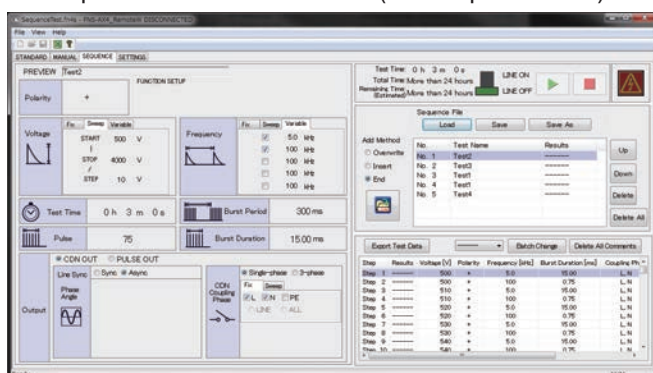 SequenceTest.fnk - FNS-AX4_RemoteW DISCONNECTED
File View Help
STANDARD MANUAL SEQUENCE SETTINGS
PREVIEW Test2
FUNCTION SETUP
Polarity +
Voltage
Fix Sweep Variable
START 500 V
STOP 4000 V
STEP 10 V
Frequency
Fix Sweep Variable
5.0 kHz
100 kHz
100 kHz
100 kHz
100 kHz
Test Time 0 h 3 m 0 s
Burst Period 300 ms
Pulse 75
Burst Duration 15.00 ms
Output
CDN OUT PULSE OUT
Line Sync Sync Async
Phase Angle
CDN Coupling Phase
Single-phase 3-phase
Fix Sweep
L N PE
LINE ALL
Test Time: 0 h 3 m 0 s
Total Time: More than 24 hours
Remaining Time (Estimated): More than 24 hours
LINE ON
LINE OFF
Sequence File
Load Save Save As
Add Method
Overwrite
Insert
End
No. Test Name Results
No. 1 Test2 --------
No. 2 Test3 --------
No. 3 Test1 --------
No. 4 Test1 --------
No. 5 Test4 --------
Up
Down
Delete
Delete All
Export Test Data -------- Batch Change Delete All Comments
Step Results Voltage [V] Polarity Frequency [kHz] Burst Duration [ms] Coupling Ph
Step 1 -------- 500 + 5.0 15.00 L, N
Step 2 -------- 500 + 100 0.75 L, N
Step 3 -------- 510 + 5.0 15.00 L, N
Step 4 -------- 510 + 100 0.75 L, N
Step 5 -------- 520 + 5.0 15.00 L, N
Step 6 -------- 520 + 100 0.75 L, N
Step 7 -------- 530 + 5.0 15.00 L, N
Step 8 -------- 530 + 100 0.75 L, N
Step 9 -------- 540 + 5.0 15.00 L, N
Step 10 -------- 540 + 100 0.75 L, N